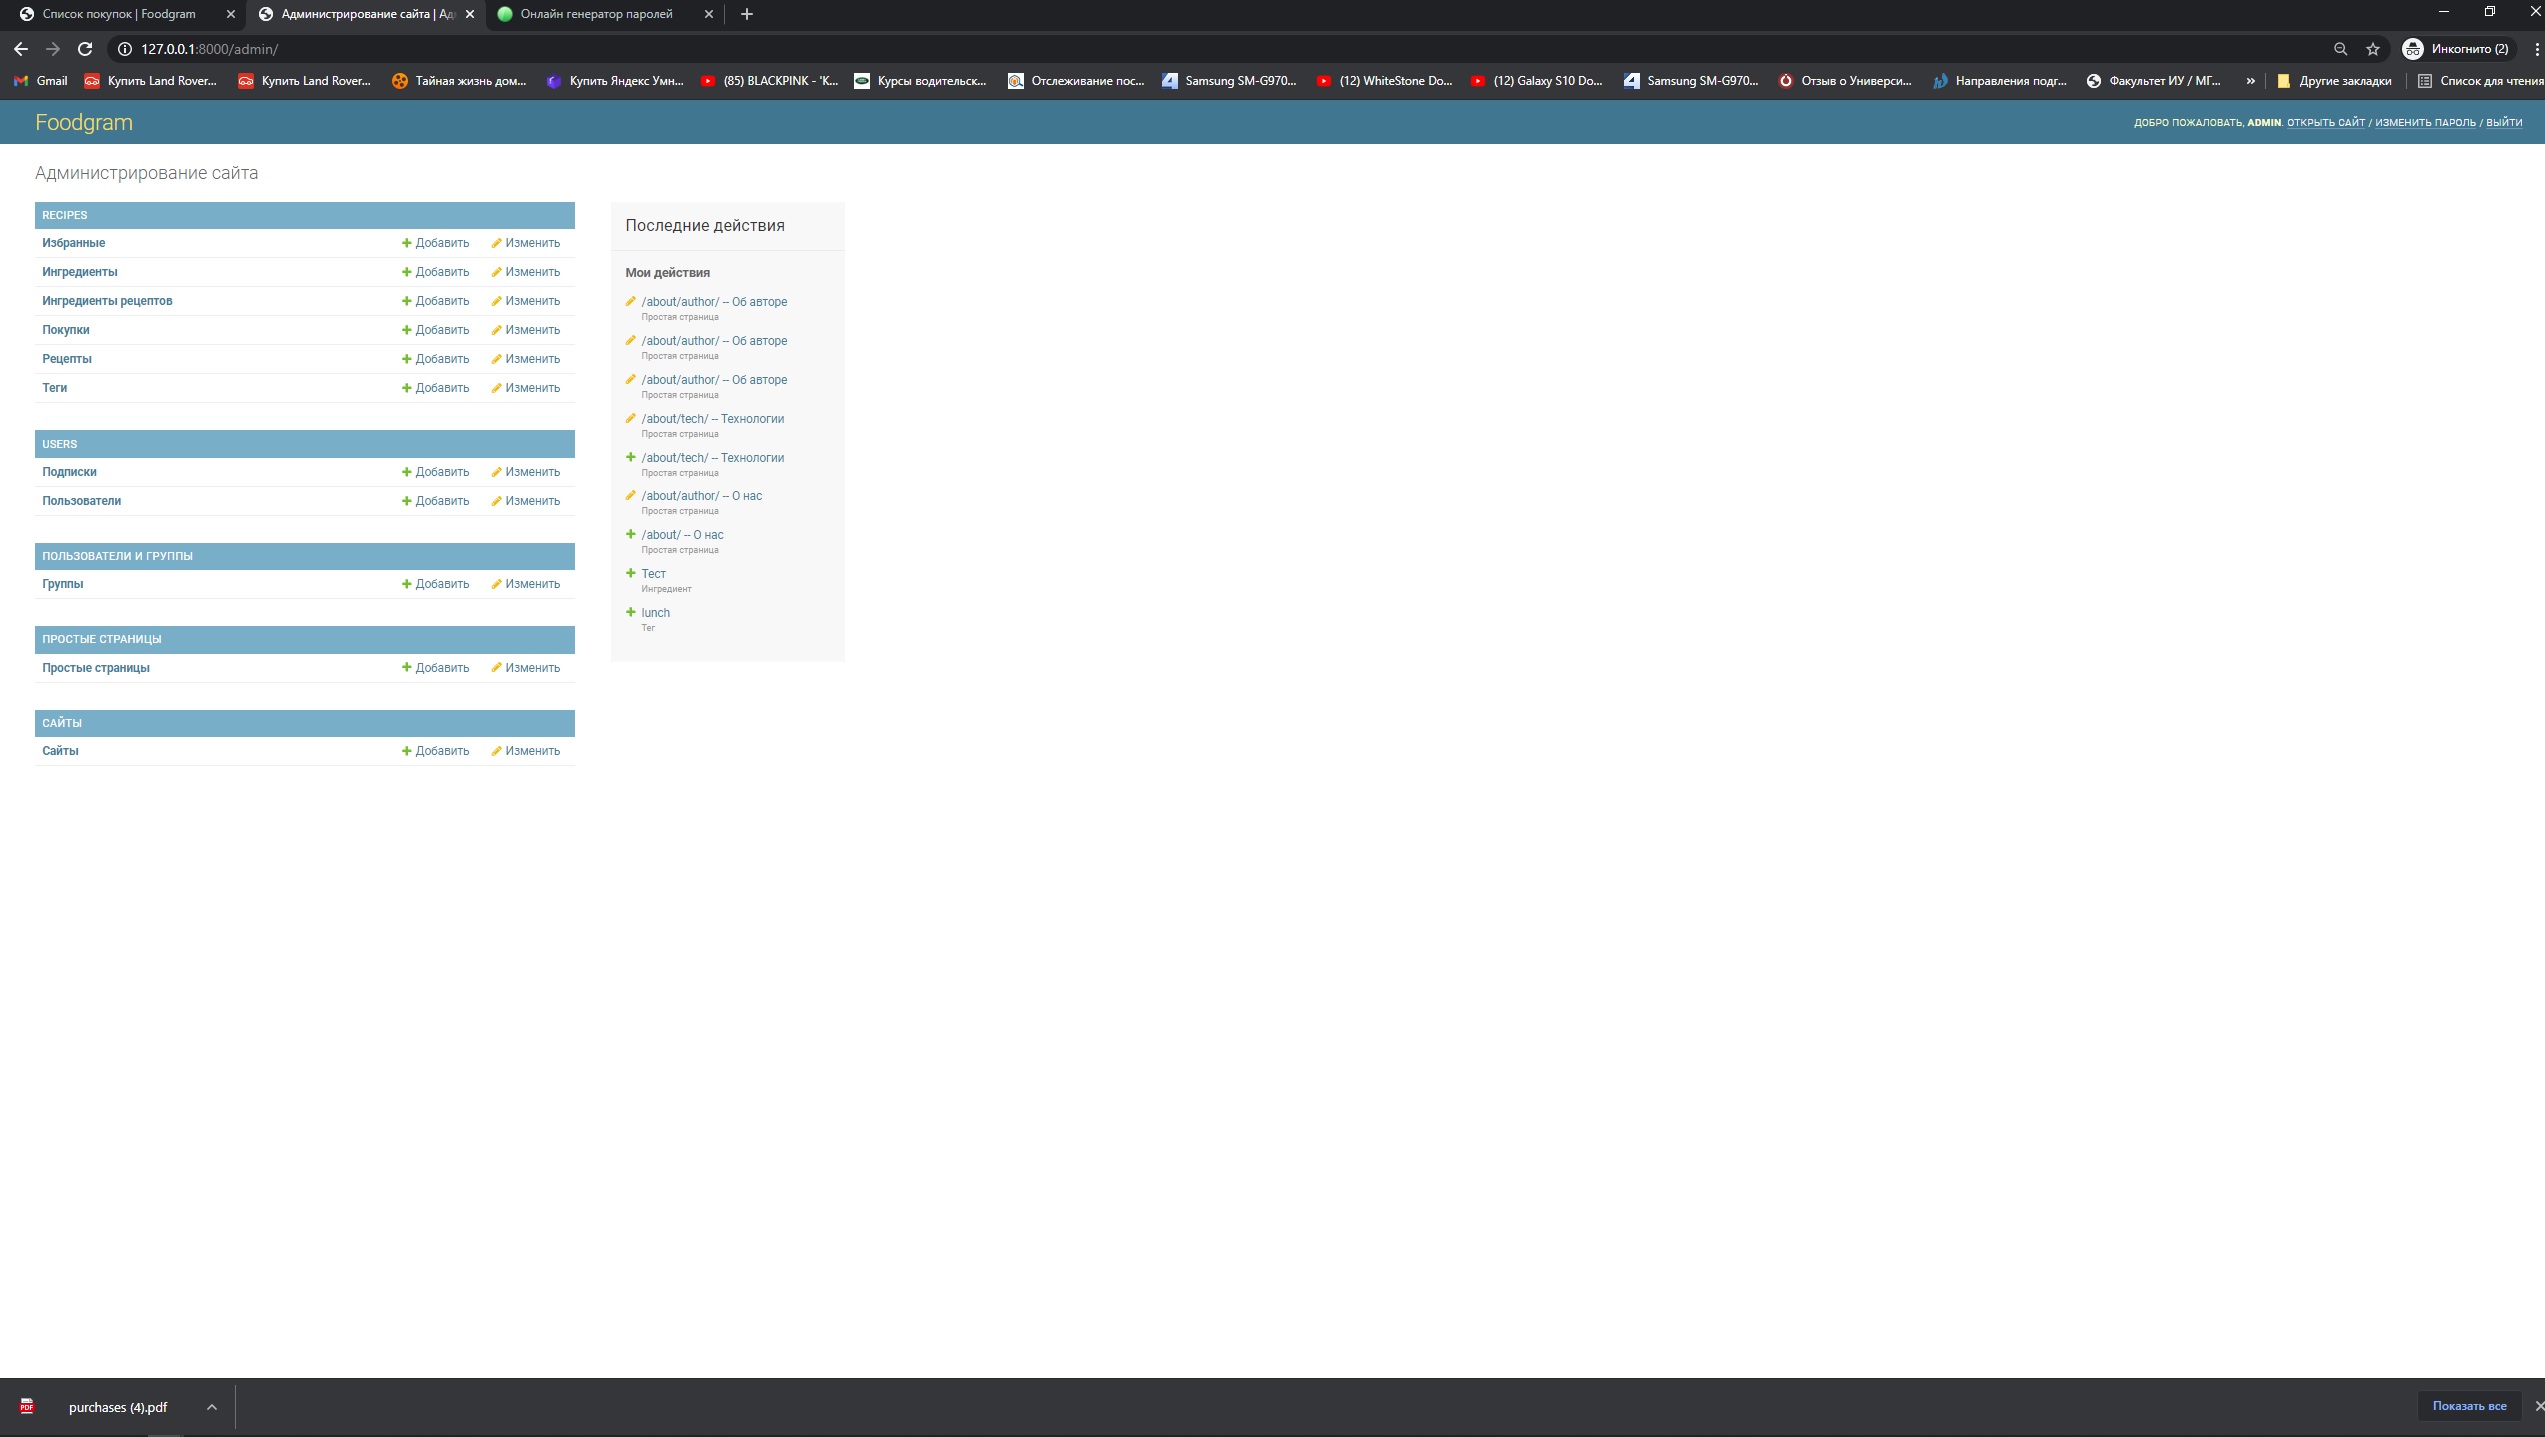 Список покупок | Foodgram
Администрирование сайта | Ад
Онлайн генератор паролей
127.0.0.1:8000/admin/
Инкогнито (2)
Gmail
Купить Land Rover...
Купить Land Rover...
Тайная жизнь дом...
Купить Яндекс Умн...
(85) BLACKPINK - 'K...
Курсы водительск...
Отслеживание пос...
Samsung SM-G970...
(12) WhiteStone Do...
(12) Galaxy S10 Do...
Samsung SM-G970...
Отзыв о Универси...
Направления подг...
Факультет ИУ / МГ...
»
Другие закладки
Список для чтения
Foodgram
ДОБРО ПОЖАЛОВАТЬ, ADMIN. ОТКРЫТЬ САЙТ / ИЗМЕНИТЬ ПАРОЛЬ / ВЫЙТИ
Администрирование сайта
RECIPES
Избранные Добавить Изменить
Ингредиенты Добавить Изменить
Ингредиенты рецептов Добавить Изменить
Покупки Добавить Изменить
Рецепты Добавить Изменить
Теги Добавить Изменить
USERS
Подписки Добавить Изменить
Пользователи Добавить Изменить
ПОЛЬЗОВАТЕЛИ И ГРУППЫ
Группы Добавить Изменить
ПРОСТЫЕ СТРАНИЦЫ
Простые страницы Добавить Изменить
САЙТЫ
Сайты Добавить Изменить
Последние действия
Мои действия
/about/author/ -- Об авторе
Простая страница
/about/author/ -- Об авторе
Простая страница
/about/author/ -- Об авторе
Простая страница
/about/tech/ -- Технологии
Простая страница
/about/tech/ -- Технологии
Простая страница
/about/author/ -- О нас
Простая страница
/about/ -- О нас
Простая страница
Тест
Ингредиент
lunch
Тег
PDF
purchases (4).pdf
Показать все